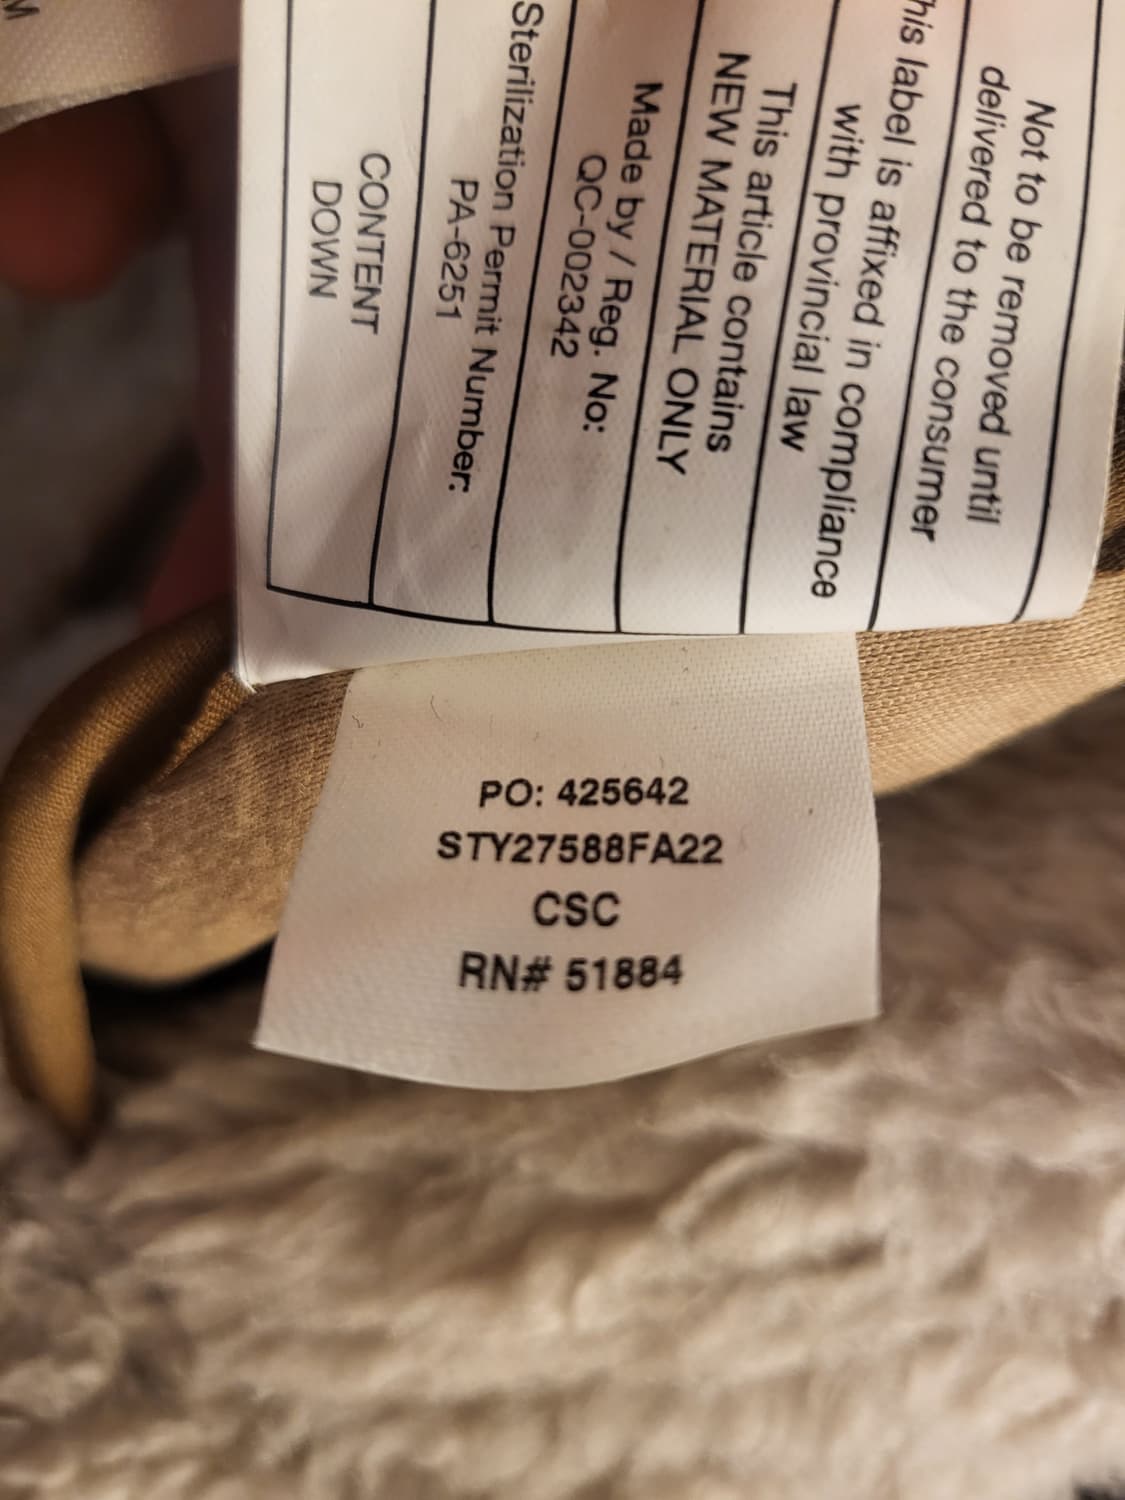 M
Not to be removed until
delivered to the consumer
his label is affixed in compliance
with provincial law
This article contains
NEW MATERIAL ONLY
Made by / Reg. No:
QC-002342
Sterilization Permit Number:
PA-6251
CONTENT
DOWN
PO: 425642
STY27588FA22
CSC
RN# 51884